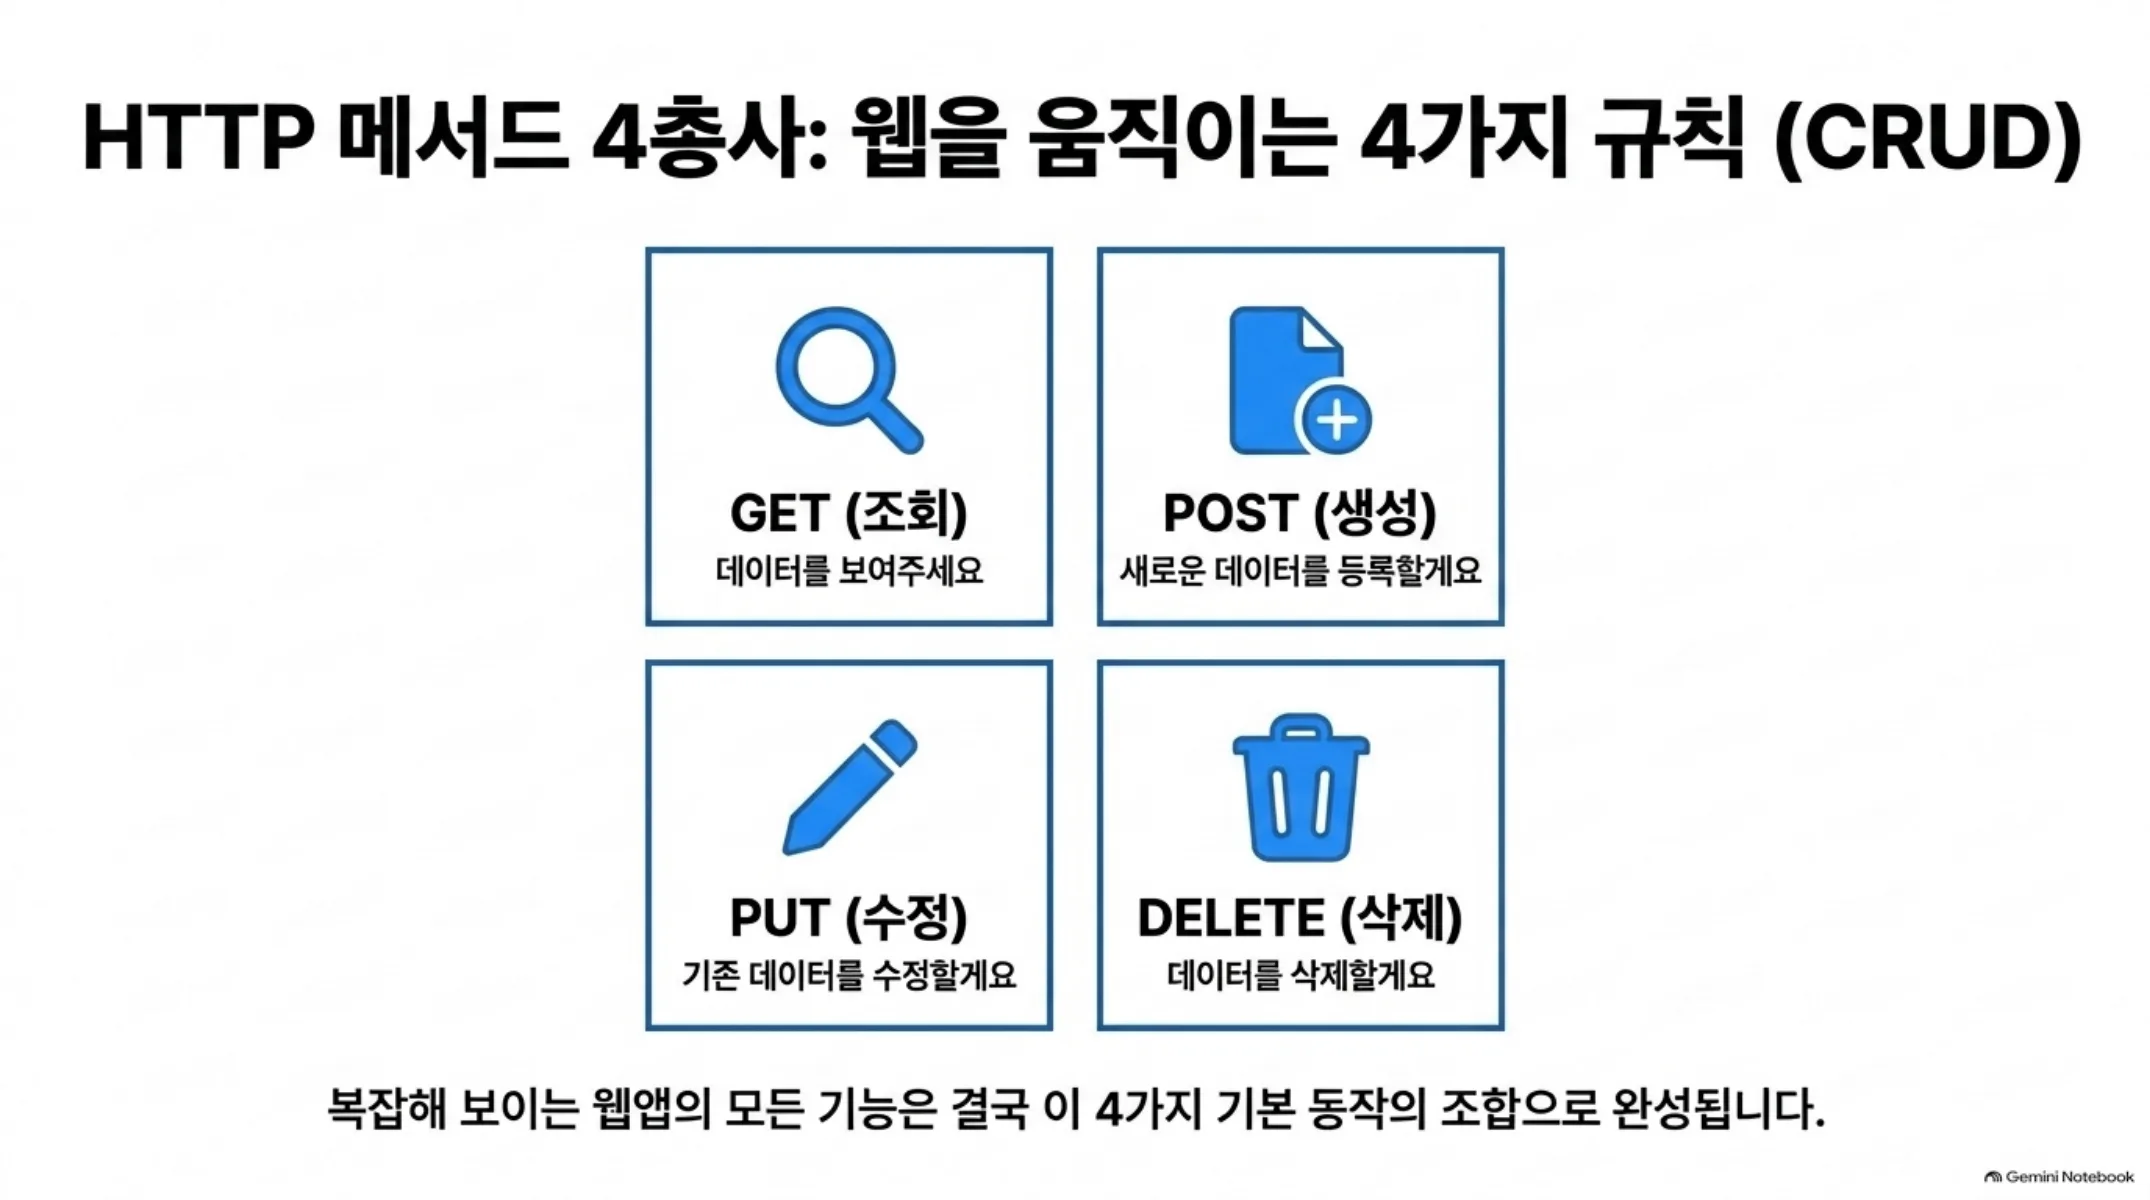 HTTP 메서드 4총사: 웹을 움직이는 4가지 규칙 (CRUD)
GET (조회)
데이터를 보여주세요
POST (생성)
새로운 데이터를 등록할게요
PUT (수정)
기존 데이터를 수정할게요
DELETE (삭제)
데이터를 삭제할게요
복잡해 보이는 웹앱의 모든 기능은 결국 이 4가지 기본 동작의 조합으로 완성됩니다.
Gemini Notebook